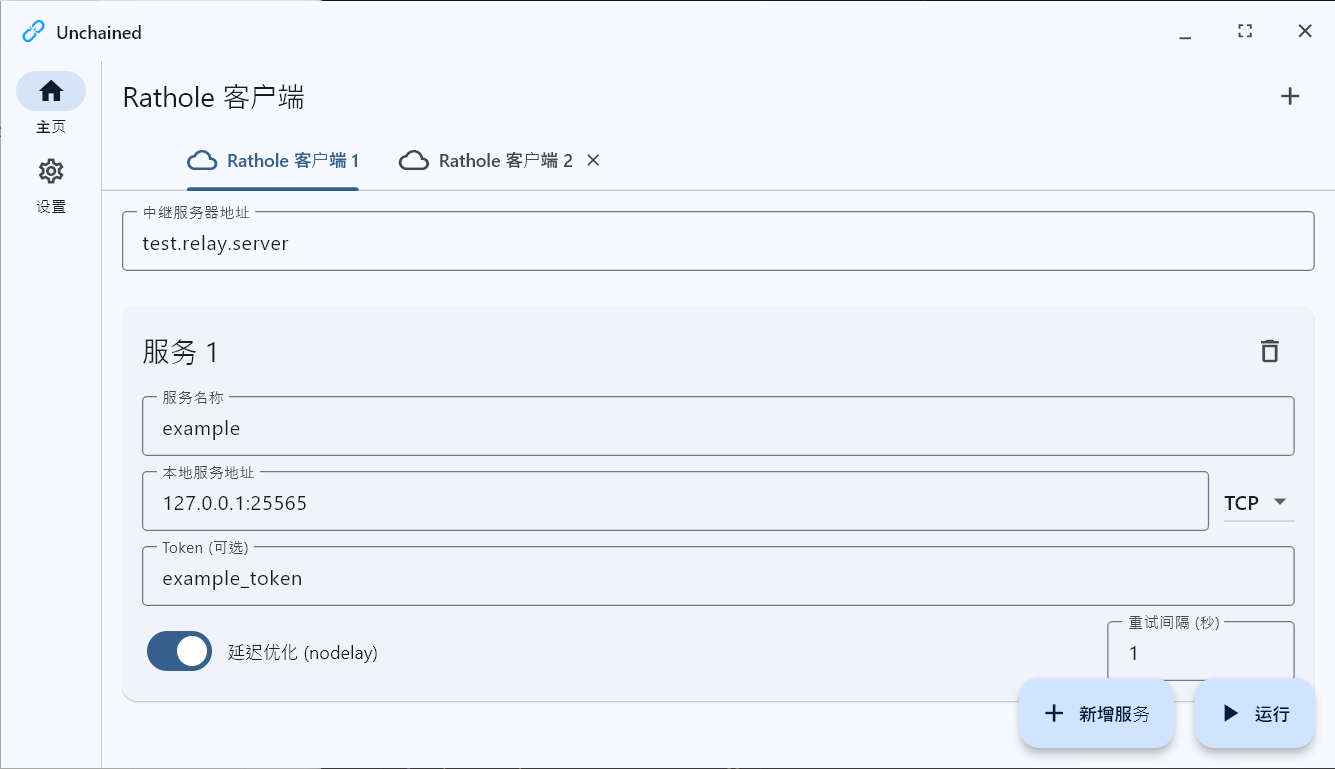 Unchained
主页
设置
Rathole 客户端
Rathole 客户端 1
Rathole 客户端 2
中继服务器地址
test.relay.server
服务 1
服务名称
example
本地服务地址
127.0.0.1:25565
TCP
Token (可选)
example_token
延迟优化 (nodelay)
重试间隔 (秒)
1
新增服务
运行